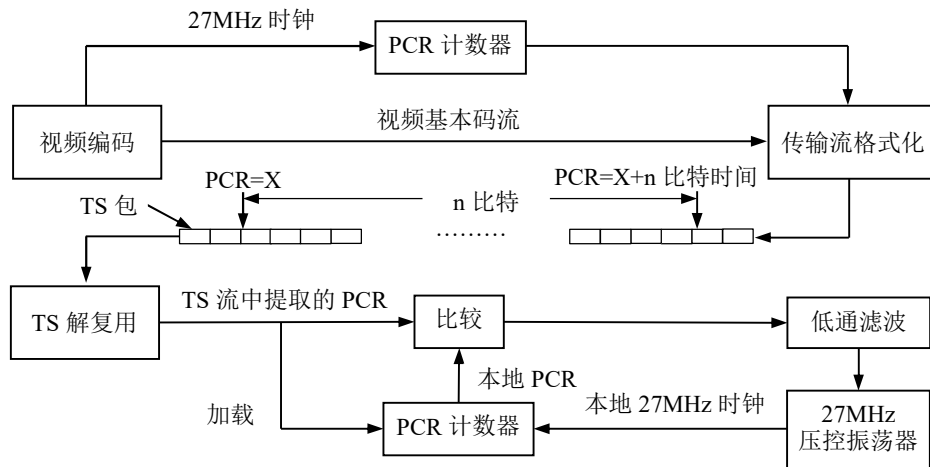 27MHz 时钟
PCR 计数器
视频编码
视频基本码流
传输流格式化
PCR=X
PCR=X+n 比特时间
TS 包
n 比特
………
TS 解复用
TS 流中提取的 PCR
比较
低通滤波
本地 PCR
加载
PCR 计数器
本地 27MHz 时钟
27MHz
压控振荡器